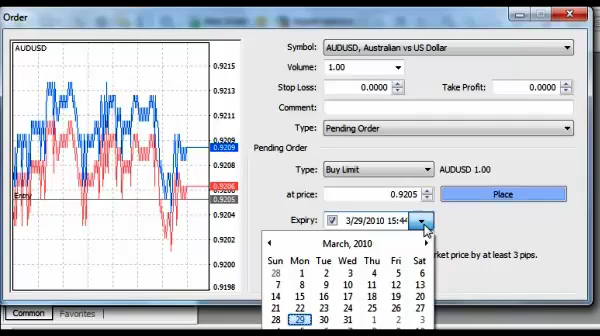 Order
AUDUSD
0.9215
0.9212
0.9209
0.9209
0.9208
0.9206
0.9205
0.9202
0.9201
0.9198
Entry
Symbol: AUDUSD, Australian vs US Dollar
Volume: 1.00
Stop Loss: 0.0000 Take Profit: 0.0000
Comment:
Type: Pending Order
Pending Order
Type: Buy Limit AUDUSD 1.00
at price: 0.9205 Place
Expiry: 3/29/2010 15:44
March, 2010
Sun Mon Tue Wed Thu Fri Sat
28 1 2 3 4 5 6
7 8 9 10 11 12 13
14 15 16 17 18 19 20
21 22 23 24 25 26 27
28 29 30 31 1 2 3
rket price by at least 3 pips.
Common Favorites